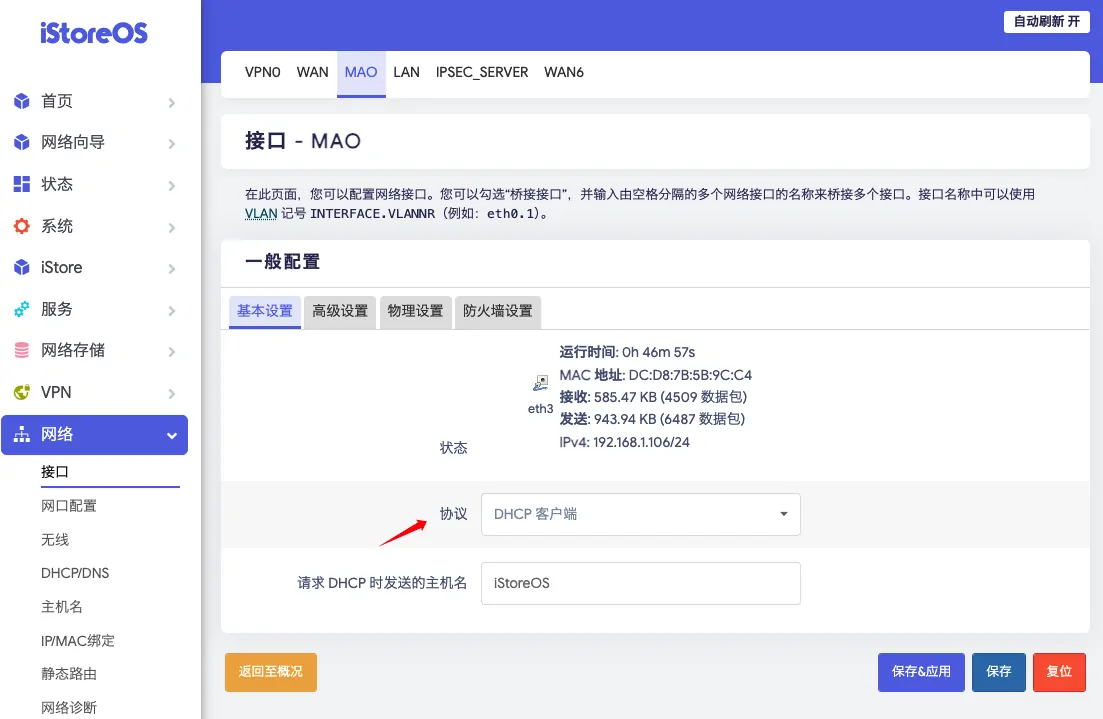 iStoreOS
自动刷新 开
VPN0 WAN MAO LAN IPSEC_SERVER WAN6
首页
网络向导
状态
系统
iStore
服务
网络存储
VPN
网络
接口
网口配置
无线
DHCP/DNS
主机名
IP/MAC绑定
静态路由
网络诊断
接口 - MAO
在此页面，您可以配置网络接口。您可以勾选“桥接接口”，并输入由空格分隔的多个网络接口的名称来桥接多个接口。接口名称中可以使用
VLAN 记号 INTERFACE.VLANNR（例如：eth0.1）。
一般配置
基本设置 高级设置 物理设置 防火墙设置
状态
eth3
运行时间: 0h 46m 57s
MAC 地址: DC:D8:7B:5B:9C:C4
接收: 585.47 KB (4509 数据包)
发送: 943.94 KB (6487 数据包)
IPv4: 192.168.1.106/24
协议 DHCP 客户端
请求 DHCP 时发送的主机名 iStoreOS
返回至概况 保存&应用 保存 复位